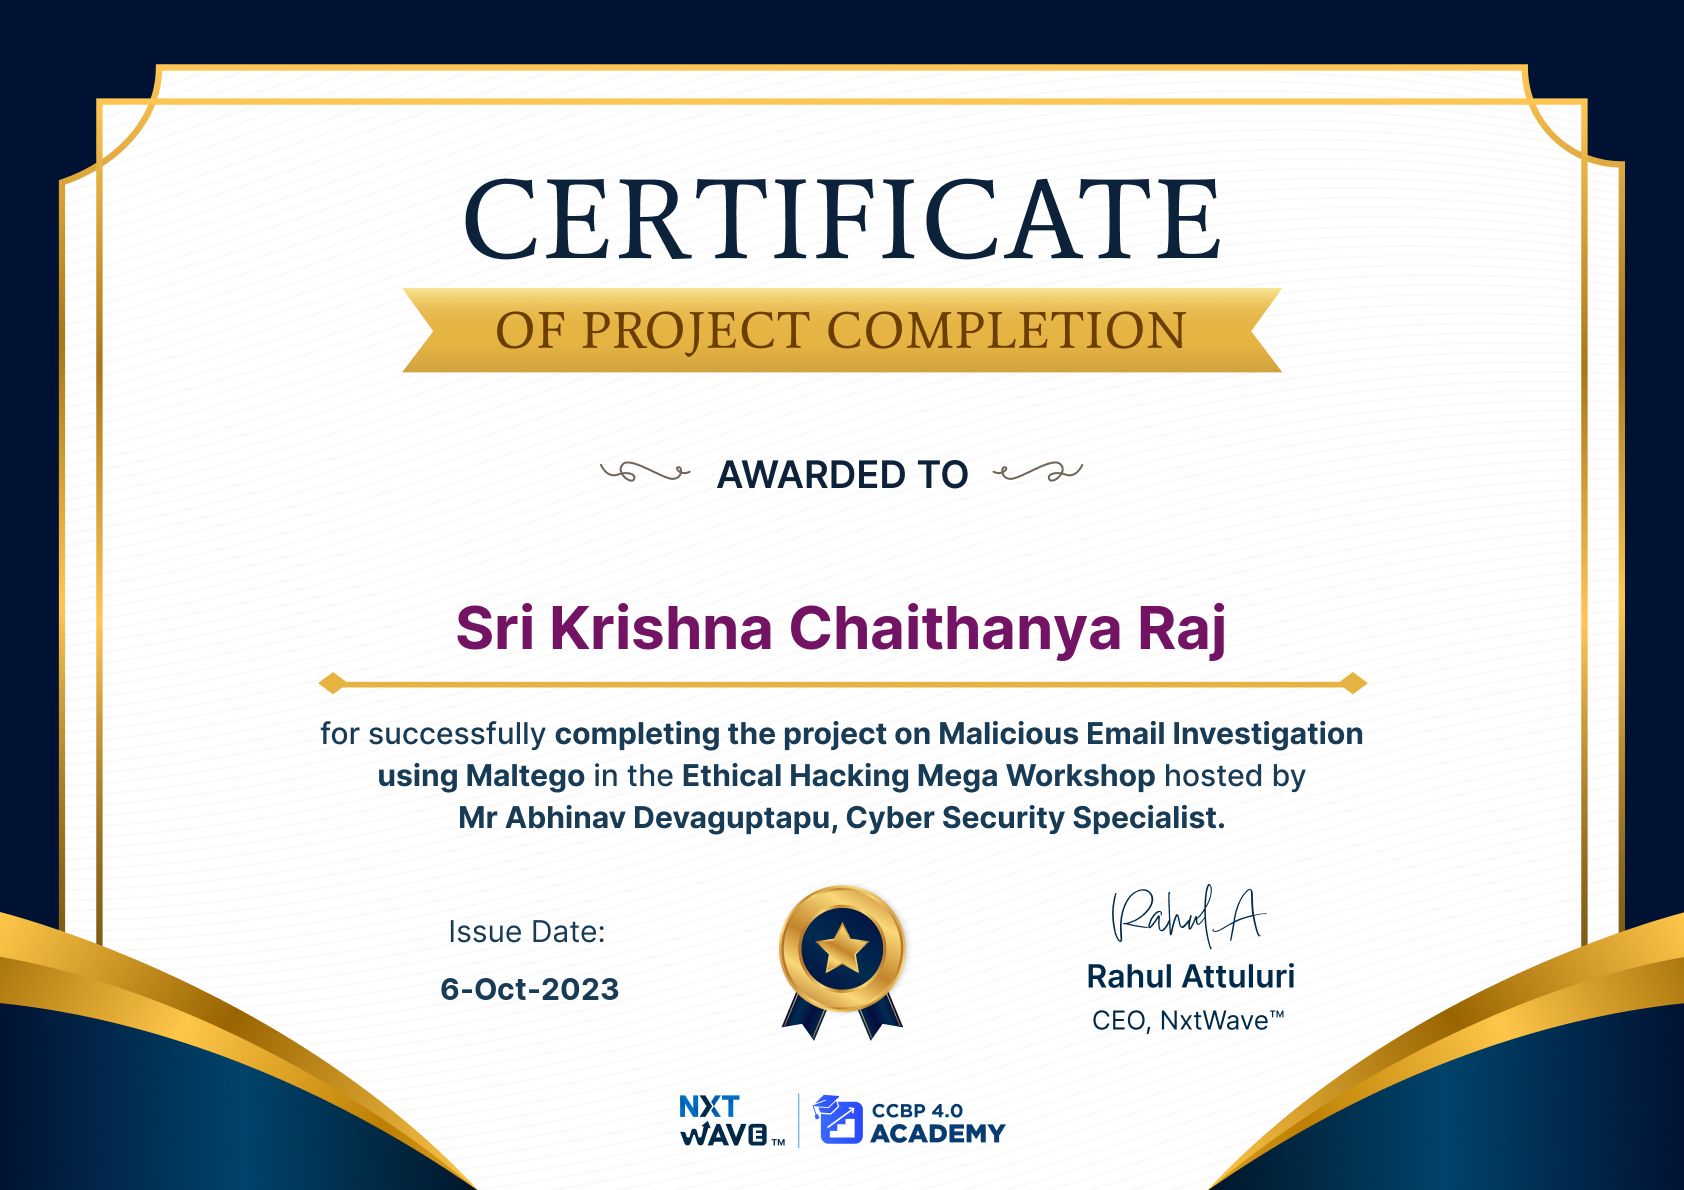 CERTIFICATE
OF PROJECT COMPLETION
AWARDED TO
Sri Krishna Chaithanya Raj
for successfully completing the project on Malicious Email Investigation
using Maltego in the Ethical Hacking Mega Workshop hosted by
Mr Abhinav Devaguptapu, Cyber Security Specialist.
Issue Date:
6-Oct-2023
Rahul A
Rahul Attuluri
CEO, NxtWave™
NXT
WAVE™
CCBP 4.0
ACADEMY